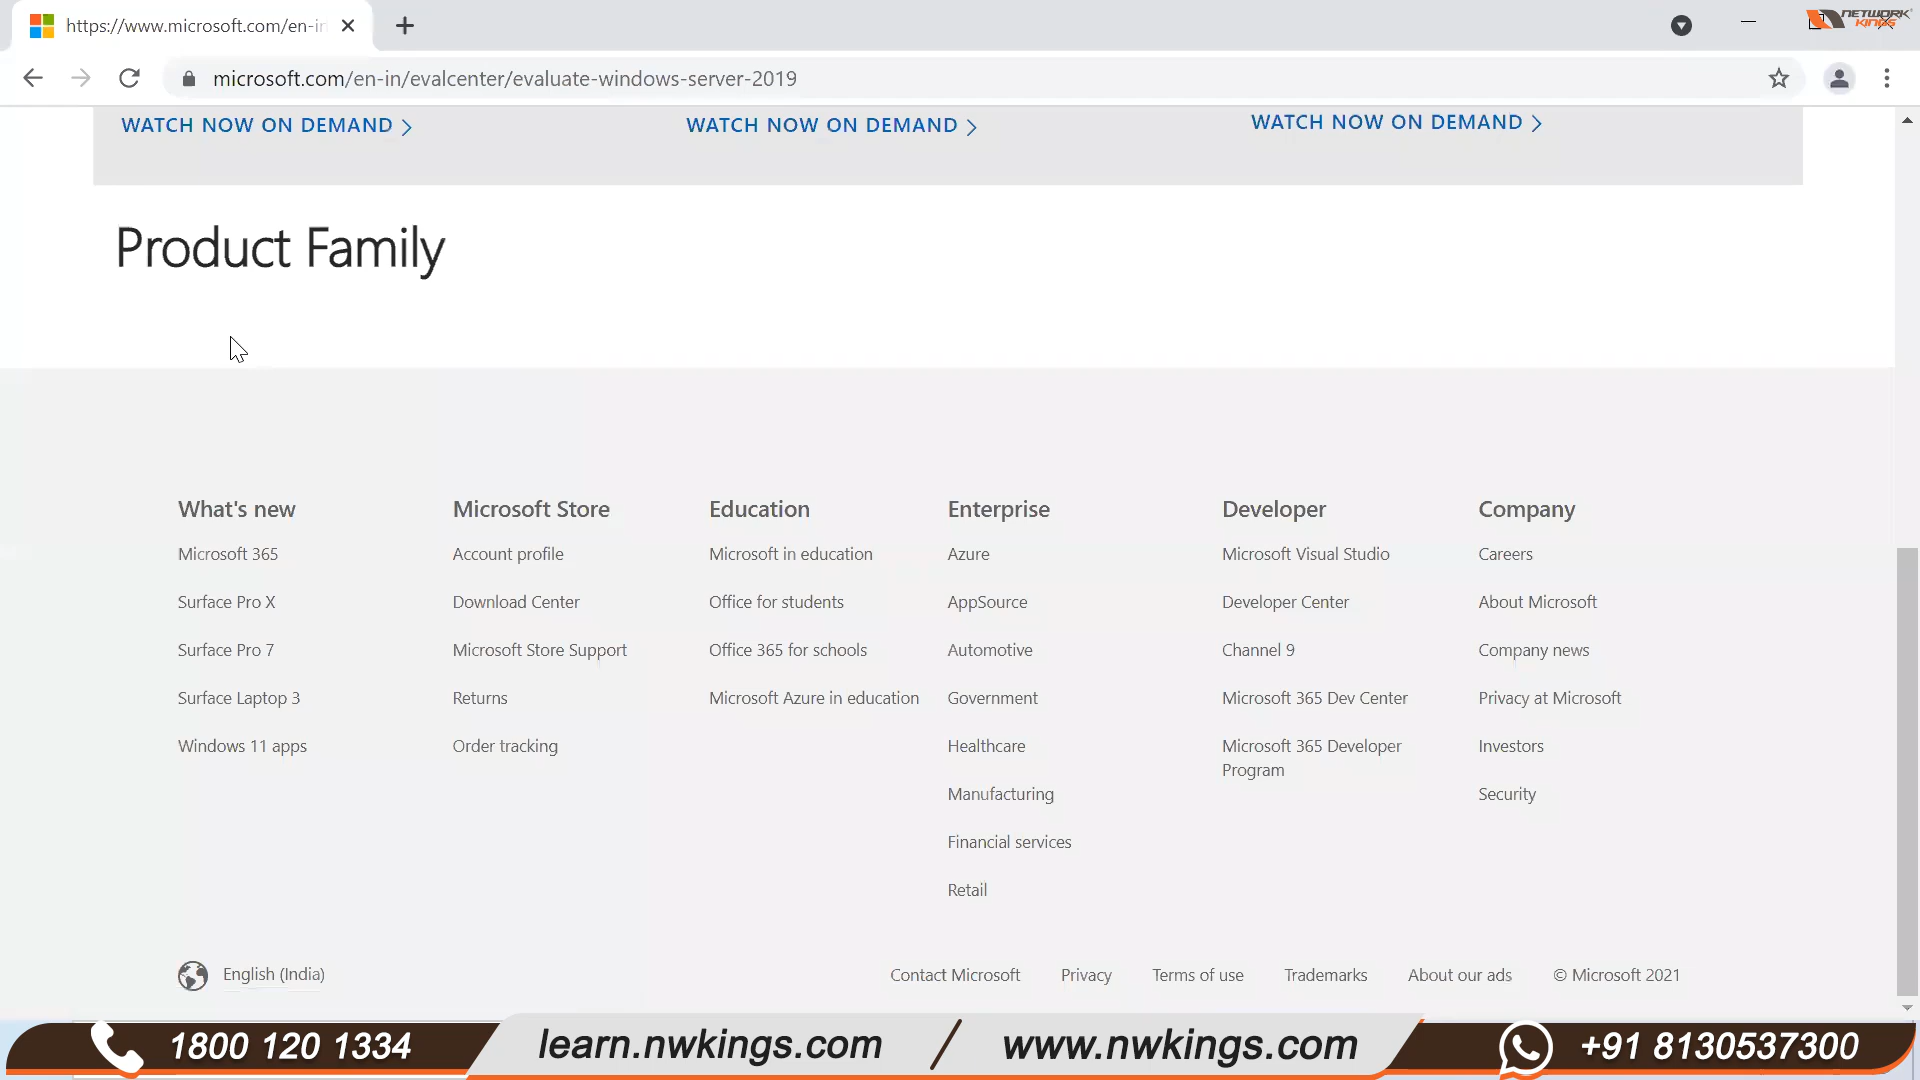 https://www.microsoft.com/en-in
NETWORK
KINGS
microsoft.com/en-in/evalcenter/evaluate-windows-server-2019
WATCH NOW ON DEMAND
WATCH NOW ON DEMAND
WATCH NOW ON DEMAND
Product Family
What's new
Microsoft 365
Surface Pro X
Surface Pro 7
Surface Laptop 3
Windows 11 apps
Microsoft Store
Account profile
Download Center
Microsoft Store Support
Returns
Order tracking
Education
Microsoft in education
Office for students
Office 365 for schools
Microsoft Azure in education
Enterprise
Azure
AppSource
Automotive
Government
Healthcare
Manufacturing
Financial services
Retail
Developer
Microsoft Visual Studio
Developer Center
Channel 9
Microsoft 365 Dev Center
Microsoft 365 Developer
Program
Company
Careers
About Microsoft
Company news
Privacy at Microsoft
Investors
Security
English (India)
Contact Microsoft
Privacy
Terms of use
Trademarks
About our ads
© Microsoft 2021
1800 120 1334
learn.nwkings.com / www.nwkings.com
+91 8130537300